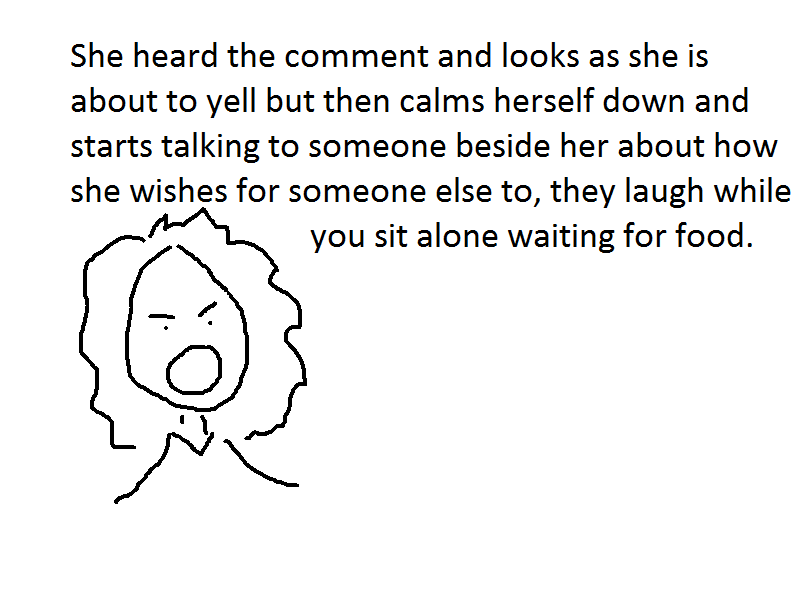 She heard the comment and looks as she is
about to yell but then calms herself down and
starts talking to someone beside her about how
she wishes for someone else to, they laugh while
you sit alone waiting for food.